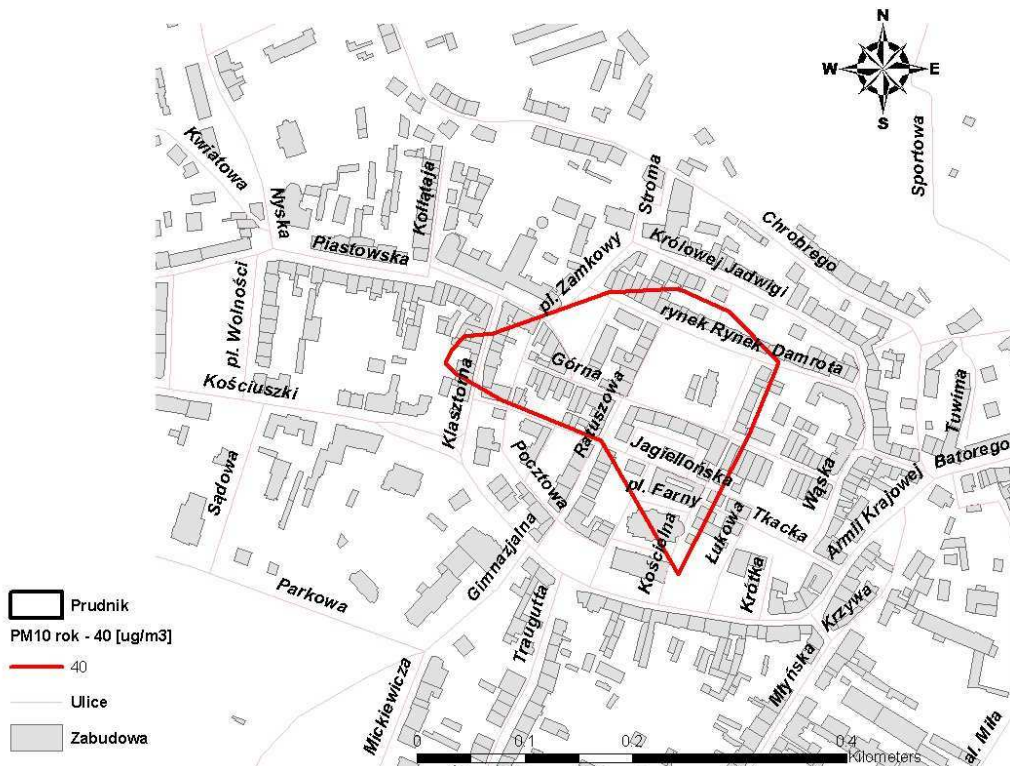 N
W E
S
Sportowa
Kwiatowa
Nyska
Kołłątaja
Piastowska
Stroma
pl. Zamkowy
Królowej Jadwigi
Chrobrego
pl. Wolności
rynek Rynek
Damrota
Górna
Kościuszki
Klasztorna
Ratuszowa
Tuwima
Batorego
Jagiellońska
Pocztowa
Sądowa
pl. Farny
Wąska
Armii Krajowej
Tkacka
Łukowa
Kościelna
Gimnazjalna
Krótka
Parkowa
Traugutta
Krzywa
Młyńska
Mickiewicza
al. Miła
Prudnik
PM10 rok - 40 [ug/m3]
40
Ulice
Zabudowa
0 0.1 0.2 0.4
Kilometers